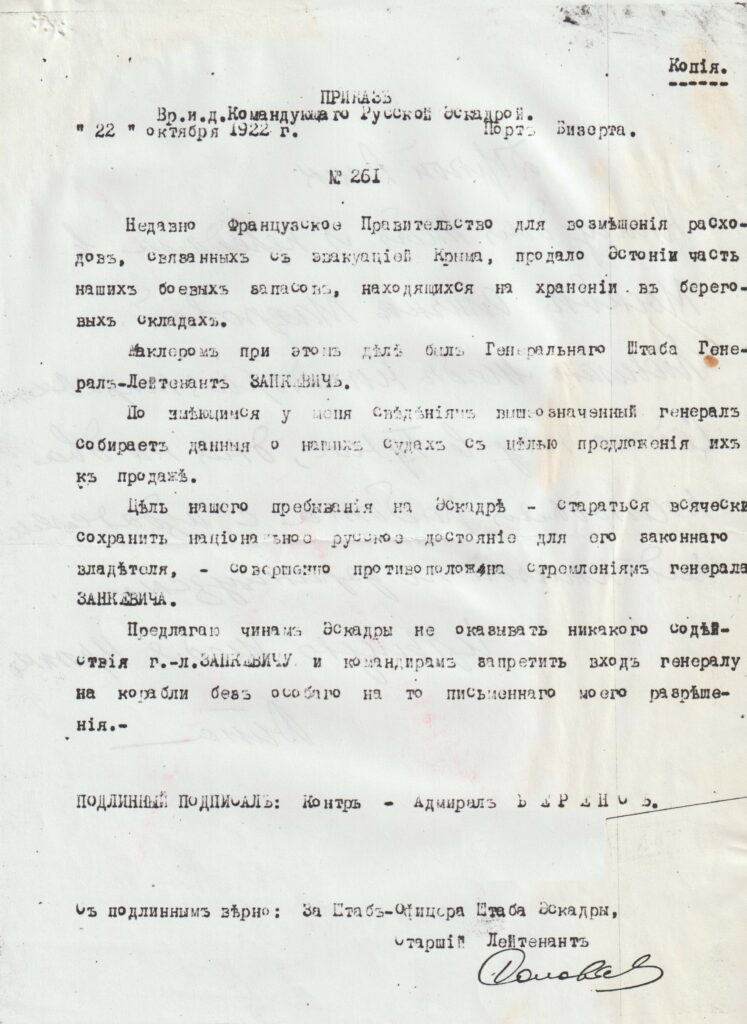 Копія.
ПРИКАЗЪ
Вр.и.д.Командующаго Русской Эскадрой.
" 22 " октября 1922 г. Портъ Бизерта.
№ 261
Недавно Французское Правительство для возмѣщенія расхо-
довъ, связанныхъ съ эвакуаціей Крыма, продало Эстоніи часть
нашихъ боевыхъ запасовъ, находящихся на храненіи въ берего-
выхъ складахъ.
Маклеромъ при этомъ дѣлѣ былъ Генеральнаго Штаба Гене-
ралъ-Лейтенантъ ЗАНКЕВИЧЪ.
По имѣющимся у меня свѣдѣніямъ вышеозначенный генералъ
собираетъ данныя о нашихъ судахъ съ цѣлью предложенія ихъ
къ продажѣ.
Цѣль нашего пребыванія на Эскадрѣ - стараться всячески
сохранить національное русское достояніе для его законнаго
владѣтеля, - совершенно противоположна стремленіямъ генерала
ЗАНКЕВИЧА.
Предлагаю чинамъ Эскадры не оказывать никакого содѣй-
ствія г.-л.ЗАНКЕВИЧУ и командирамъ запретить входъ генералу
на корабли безъ особаго на то письменнаго моего разрѣше-
нія.-
ПОДЛИННЫЙ ПОДПИСАЛЪ: Контръ - Адмиралъ Б Е Р Е Н С Ъ.
Съ подлиннымъ вѣрно: За Штабъ-Офицера Штаба Эскадры,
Старшій Лейтенантъ